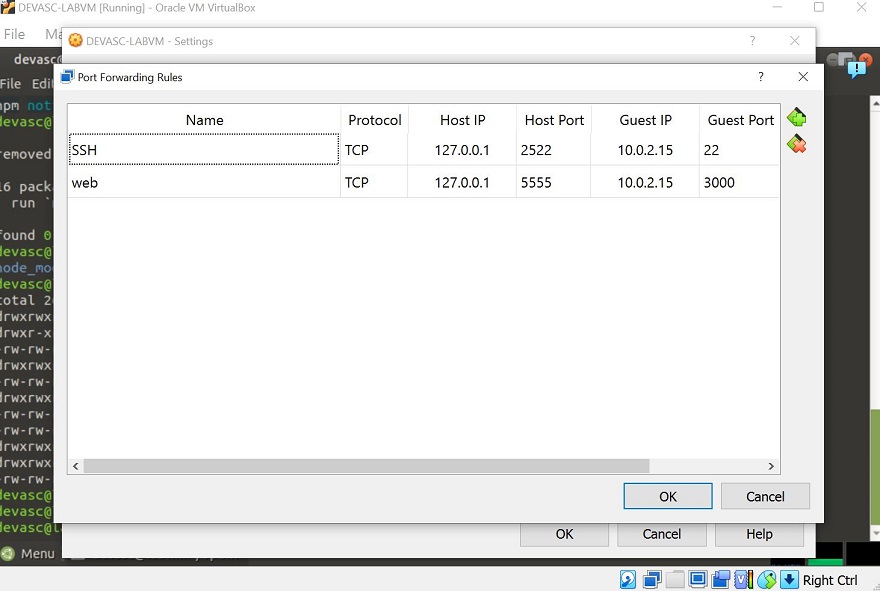 DEVASC-LABVM [Running] - Oracle VM VirtualBox
File
DEVASC-LABVM - Settings
?
devasc@
Port Forwarding Rules
?
File Edi
Name Protocol Host IP Host Port Guest IP Guest Port
npm not
devasc@
SSH TCP 127.0.0.1 2522 10.0.2.15 22
removed
web TCP 127.0.0.1 5555 10.0.2.15 3000
16 pack
run `
found 0
devasc@
node_mo
devasc@
total 2
drwxrwx
drwxr-x
-rw-rw-
drwxrwx
-rw-rw-
drwxrwx
-rw-rw-
-rw-rw-
drwxrwx
drwxrwx
-rw-rw-
devasc@
devasc@
devasc@l
OK Cancel
OK Cancel Help
Menu
Right Ctrl